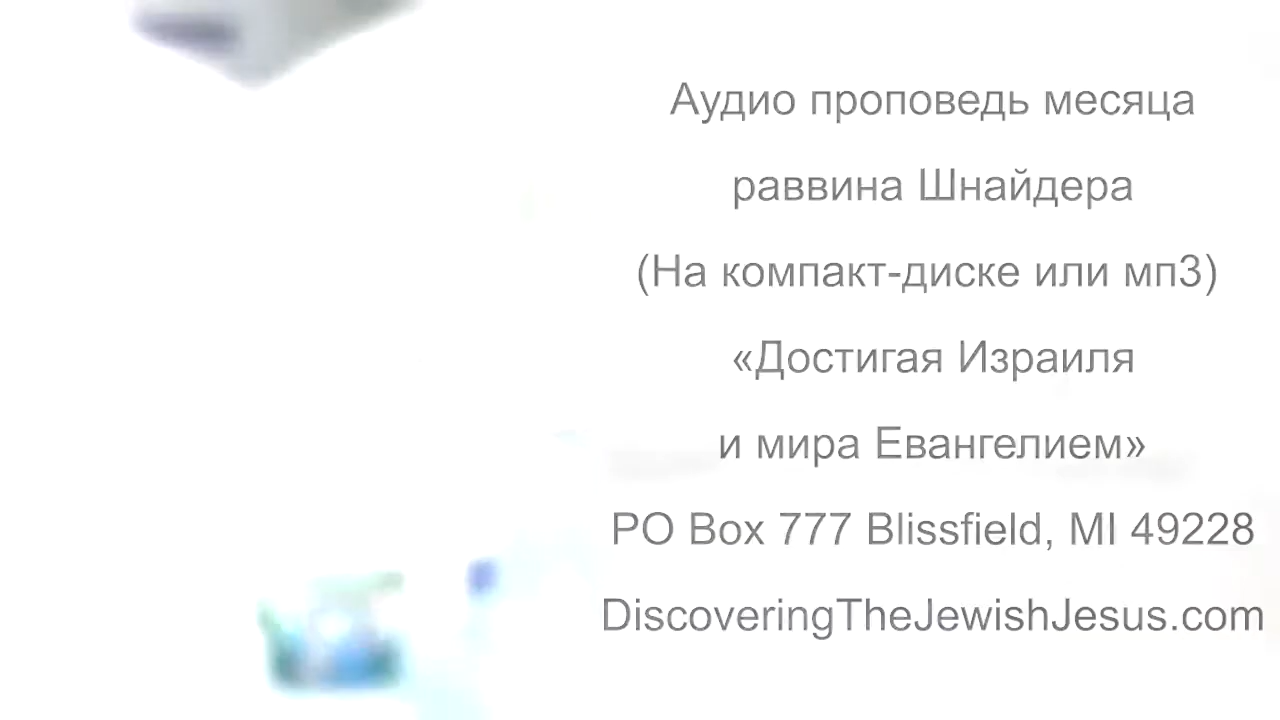 Аудио проповедь месяца
раввина Шнайдера
(На компакт-диске или мп3)
«Достигая Израиля
и мира Евангелием»
PO Box 777 Blissfield, MI 49228
DiscoveringTheJewishJesus.com